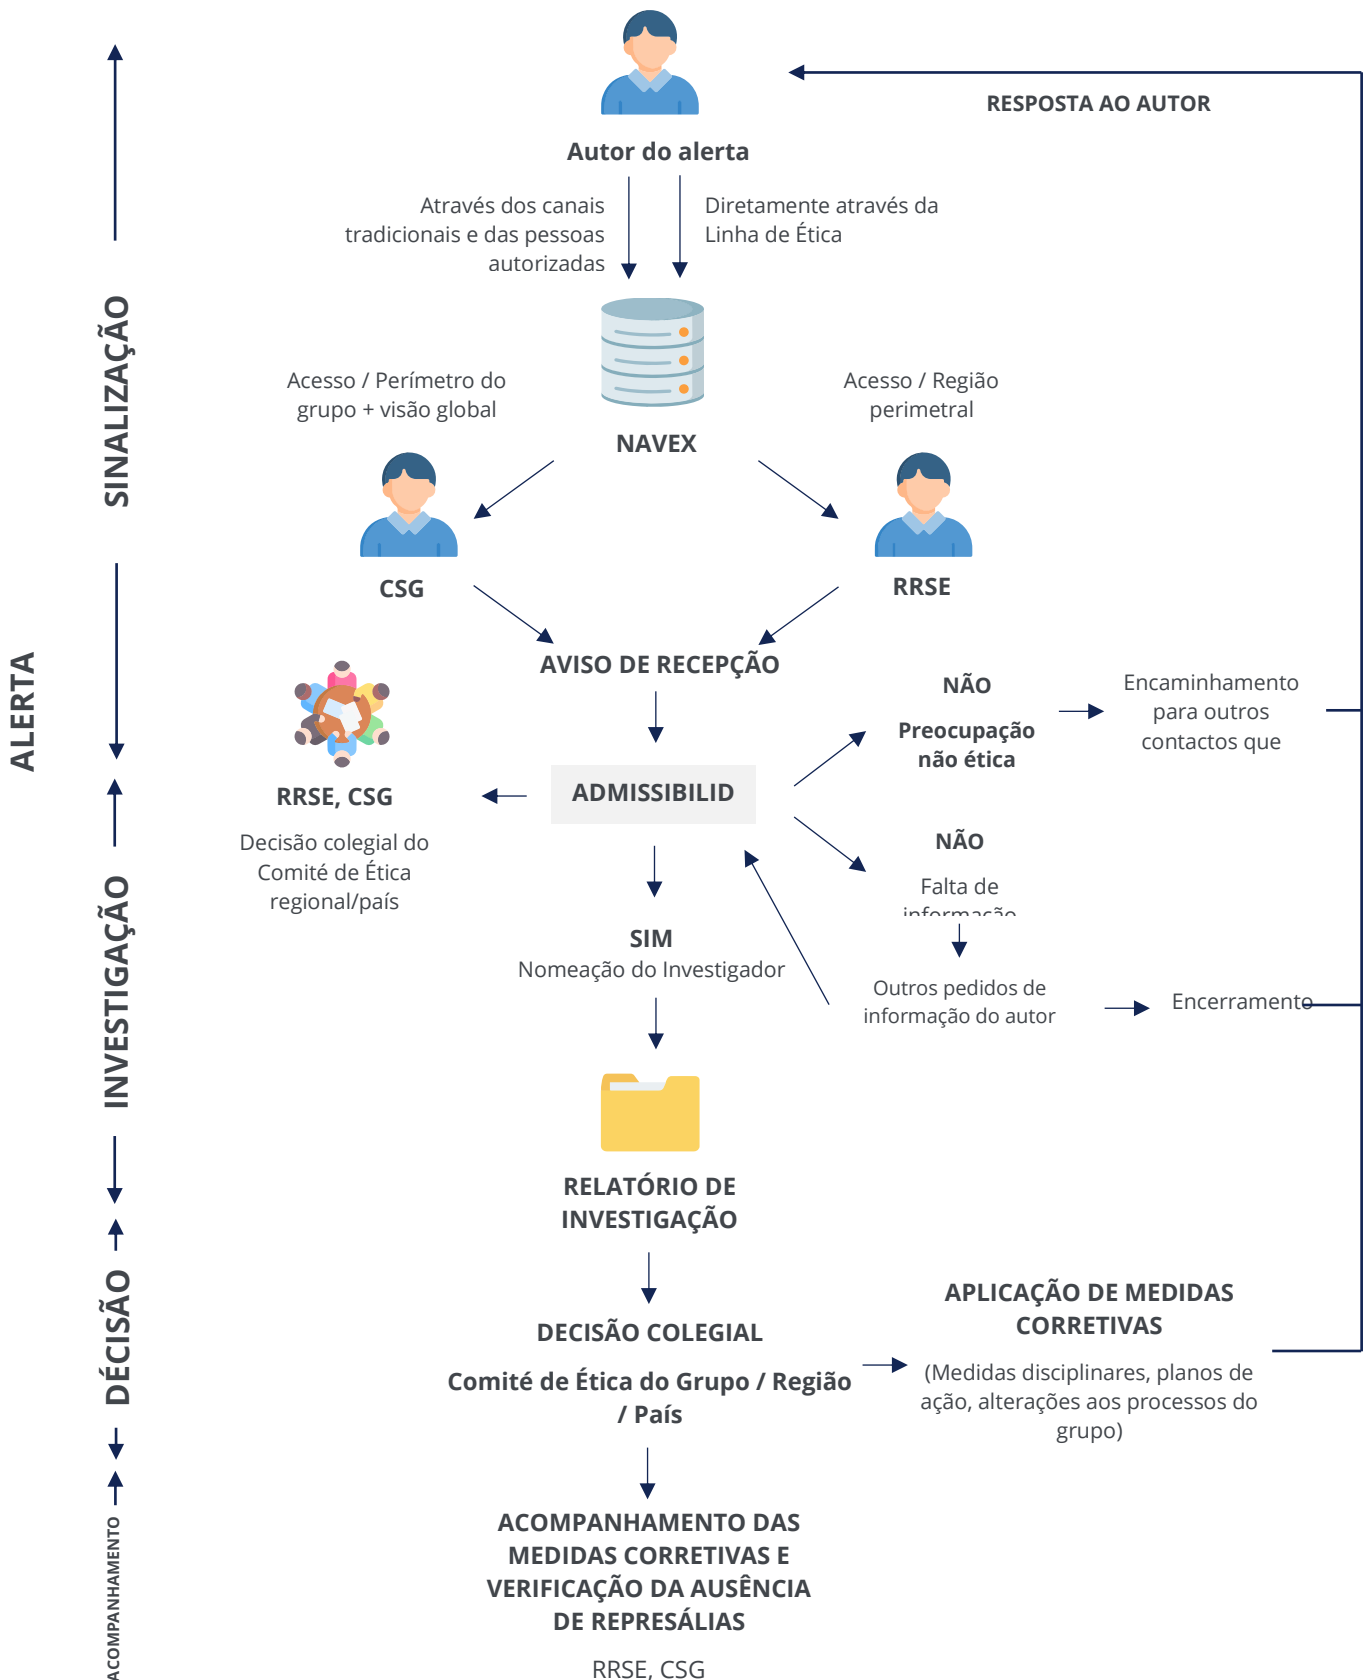 RESPOSTA AO AUTOR
Autor do alerta
Através dos canais
tradicionais e das pessoas
autorizadas
Diretamente através da
Linha de Ética
SINALIZAÇÃO
Acesso / Perímetro do
grupo + visão global
Acesso / Região
perimetral
NAVEX
CSG
RRSE
ALERTA
AVISO DE RECEPÇÃO
NÃO
Preocupação
não ética
Encaminhamento
para outros
contactos que
RRSE, CSG
Decisão colegial do
Comité de Ética
regional/país
ADMISSIBILID
NÃO
Falta de
informação
INVESTIGAÇÃO
SIM
Nomeação do Investigador
Outros pedidos de
informação do autor
Encerramento
RELATÓRIO DE
INVESTIGAÇÃO
DÉCISÃO
DECISÃO COLEGIAL
Comité de Ética do Grupo / Região
/ País
APLICAÇÃO DE MEDIDAS
CORRETIVAS
(Medidas disciplinares, planos de
ação, alterações aos processos do
grupo)
ACOMPANHAMENTO
ACOMPANHAMENTO DAS
MEDIDAS CORRETIVAS E
VERIFICAÇÃO DA AUSÊNCIA
DE REPRESÁLIAS
RRSE, CSG